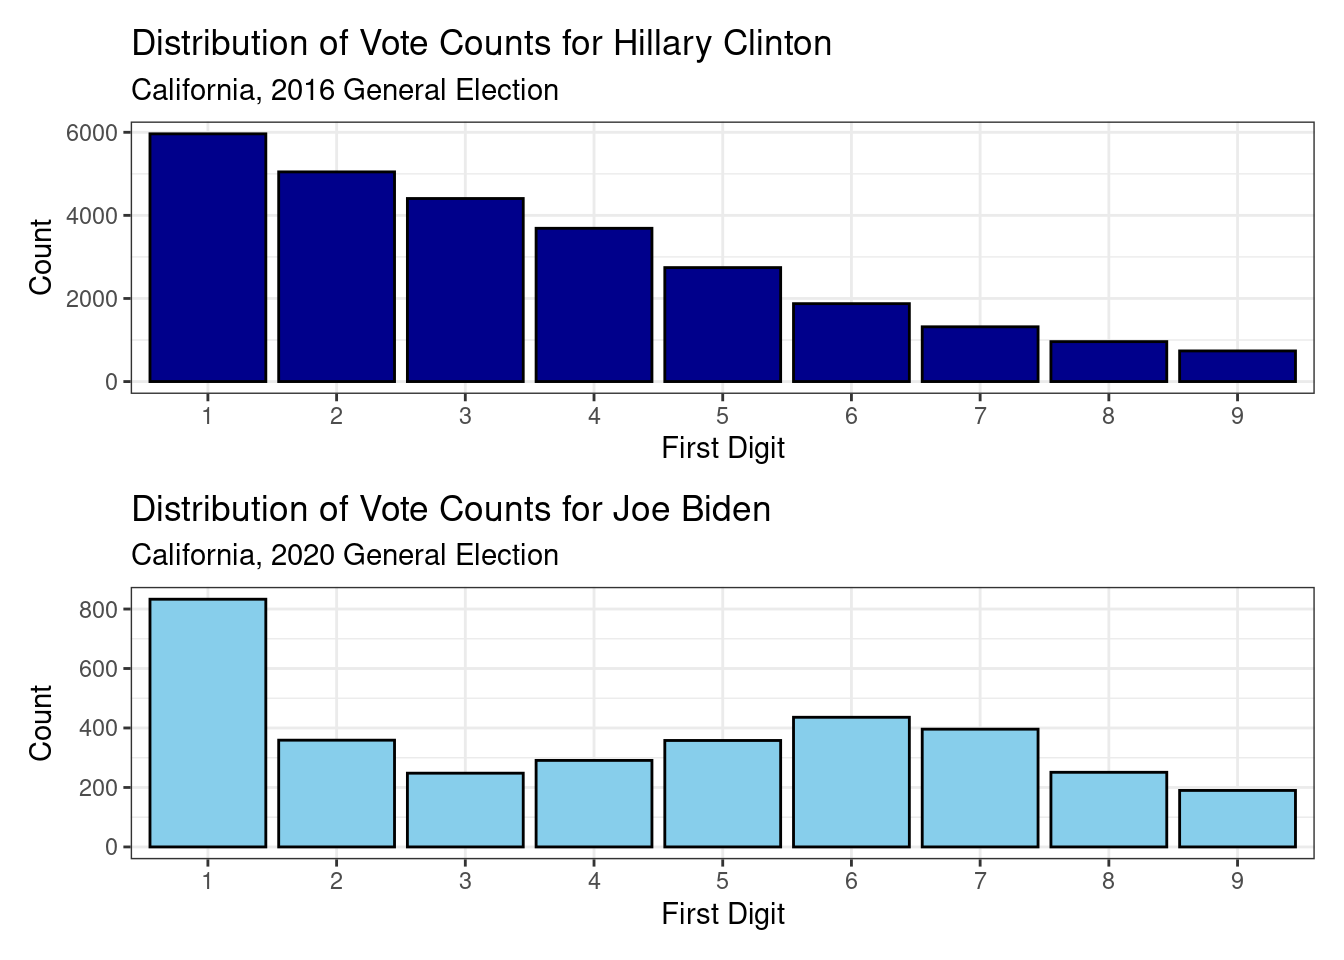 Distribution of Vote Counts for Hillary Clinton
California, 2016 General Election
Count
6000
4000
2000
0
1 2 3 4 5 6 7 8 9
First Digit
Distribution of Vote Counts for Joe Biden
California, 2020 General Election
Count
800
600
400
200
0
1 2 3 4 5 6 7 8 9
First Digit